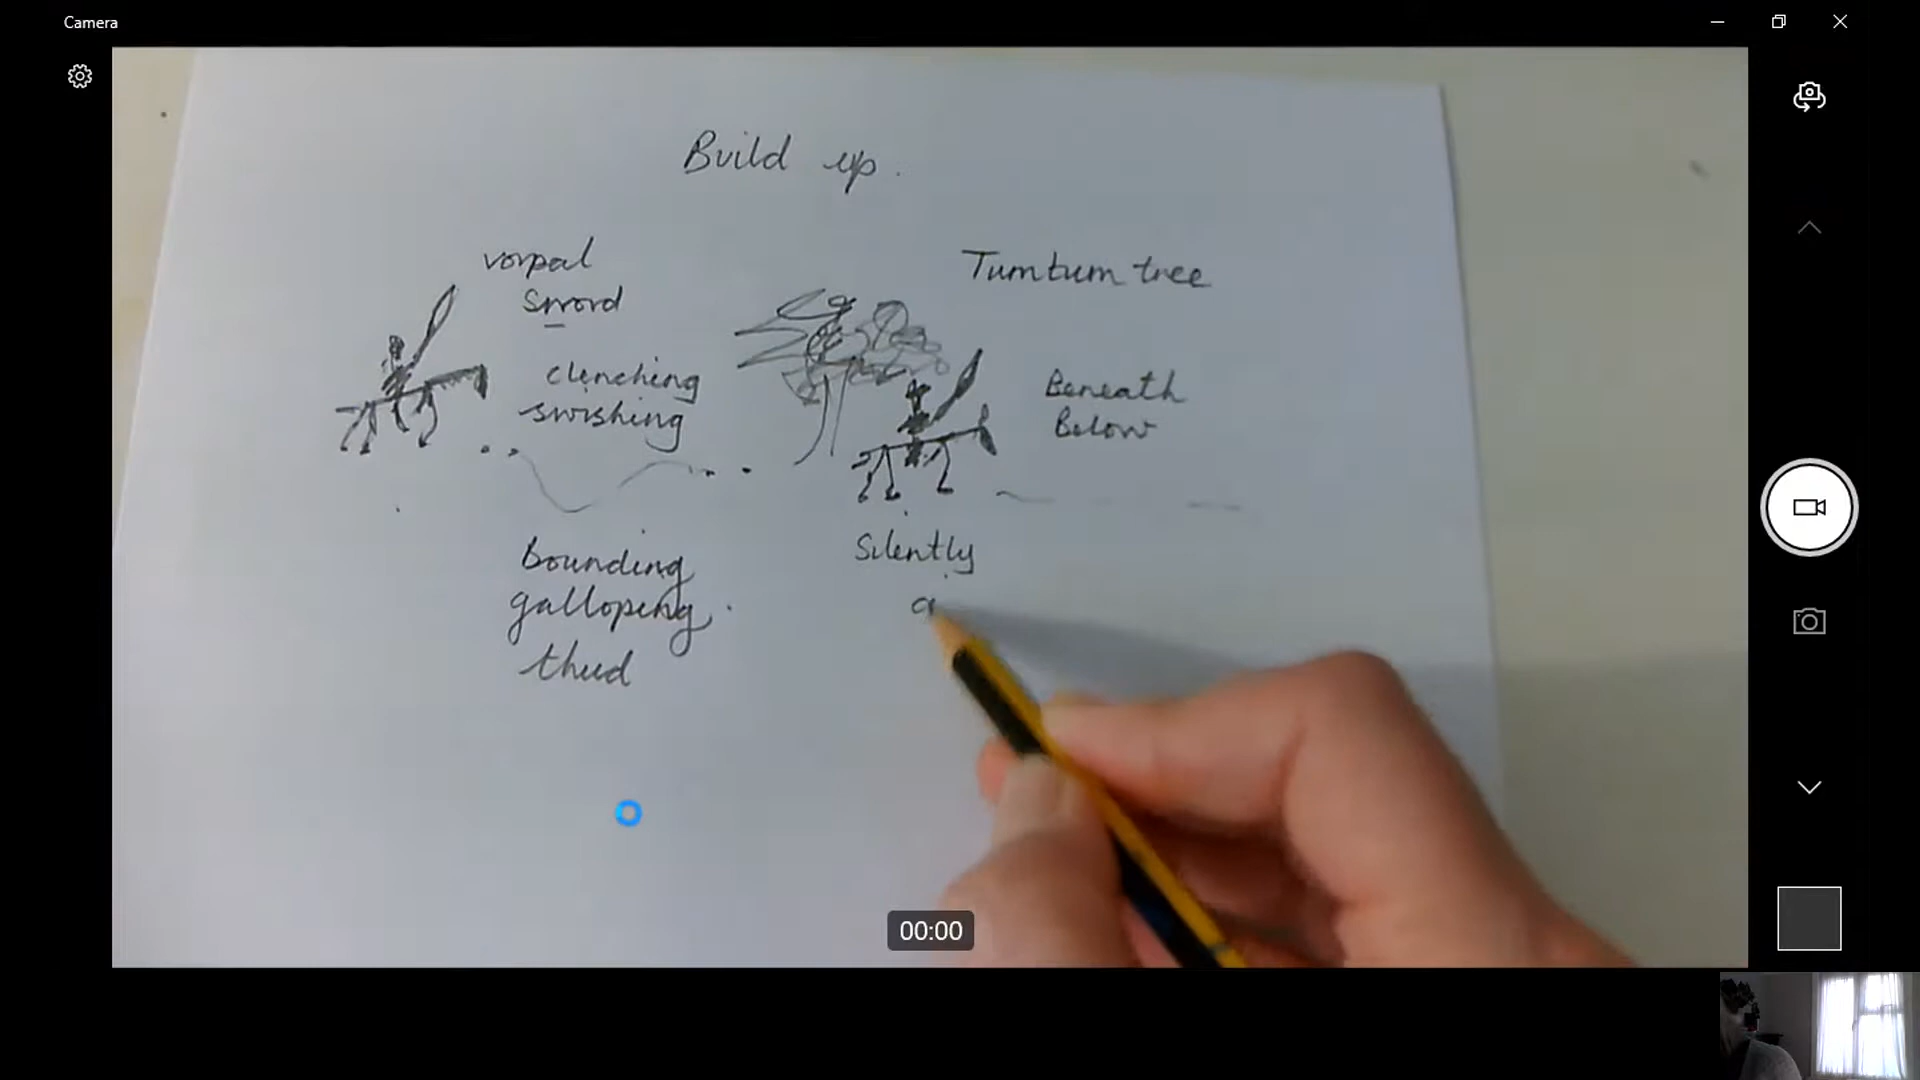 Camera
Build up.
vorpal
sword
Tumtum tree
clenching
swishing
Beneath
Below
Bounding
galloping
thud
Silently
00:00